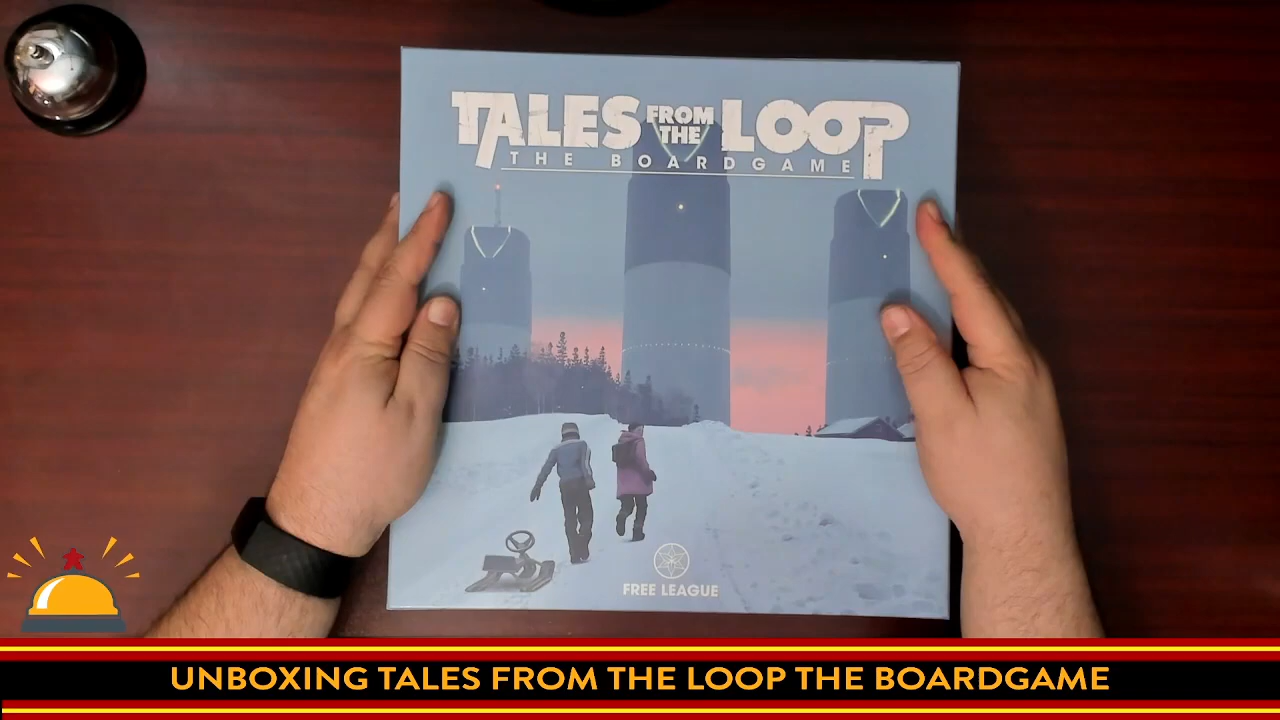 TALES FROM THE LOOP
THE BOARDGAME
FREE LEAGUE
UNBOXING TALES FROM THE LOOP THE BOARDGAME